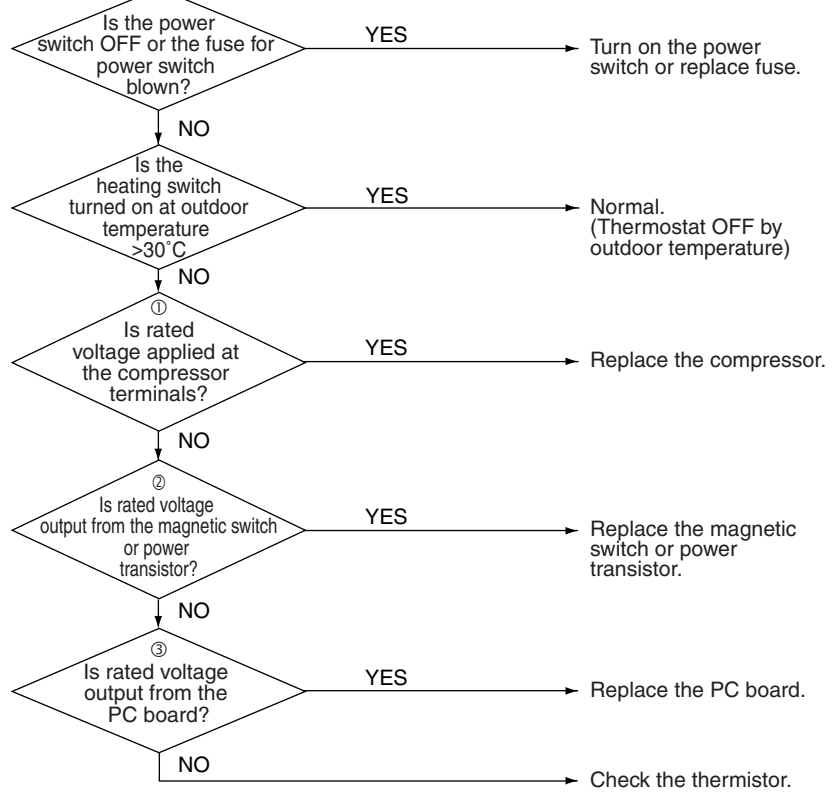 Is the power
switch OFF or the fuse for
power switch
blown?
YES
Turn on the power
switch or replace fuse.
NO
Is the
heating switch
turned on at outdoor
temperature
>30˚C
YES
Normal.
(Thermostat OFF by
outdoor temperature)
NO
①
Is rated
voltage applied at
the compressor
terminals?
YES
Replace the compressor.
NO
②
Is rated voltage
output from the magnetic switch
or power
transistor?
YES
Replace the magnetic
switch or power
transistor.
NO
③
Is rated voltage
output from the
PC board?
YES
Replace the PC board.
NO
Check the thermistor.